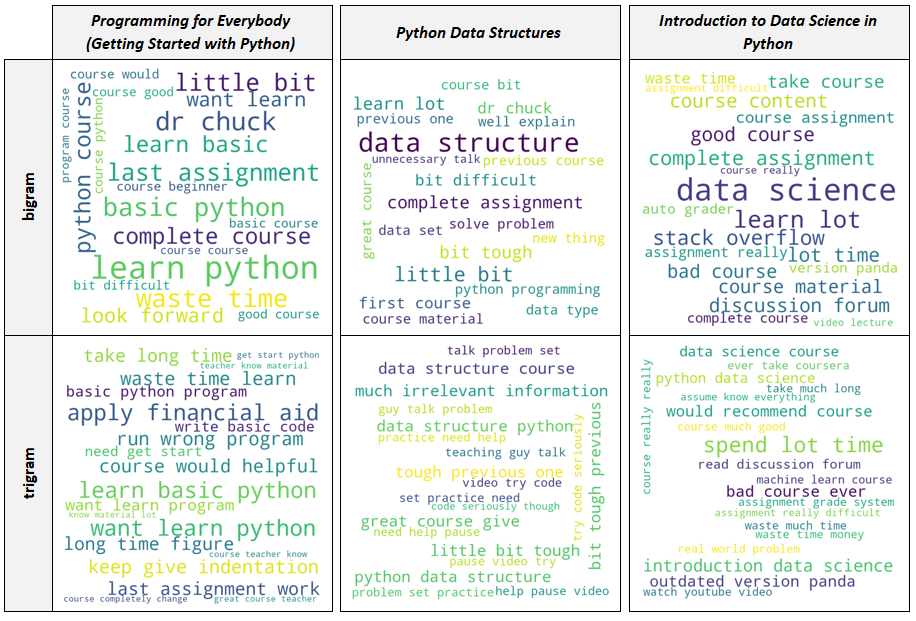 Programming for Everybody
(Getting Started with Python)
Python Data Structures
Introduction to Data Science in
Python
bigram
course would
little bit
course good
want learn
program course
python course
course python
dr chuck
learn basic
last assignment
course beginner
basic python
basic course
complete course
course course
learn python
bit difficult
waste time
look forward
good course
course bit
learn lot
dr chuck
previous one
well explain
data structure
unnecessary talk
previous course
great course
bit difficult
complete assignment
solve problem
data set
new thing
bit tough
little bit
python programming
first course
data type
course material
waste time
take course
assignment difficult
course content
course assignment
good course
complete assignment
course really
data science
auto grader
learn lot
stack overflow
assignment really
lot time
bad course
version panda
course material
discussion forum
complete course
video lecture
trigram
take long time
get start python
teacher know material
waste time learn
basic python program
apply financial aid
write basic code
run wrong program
need get start
course would helpful
learn basic python
want learn program
know material lot
want learn python
long time figure
course teacher know
keep give indentation
last assignment work
course completely change
great course teacher
talk problem set
data structure course
much irrelevant information
guy talk problem
data structure python
practice need help
try code seriously
bit tough previous
teaching guy talk
tough previous one
video try code
set practice need
code seriously though
great course give
need help pause
little bit tough
pause video try
python data structure
problem set practice
help pause video
data science course
ever take coursera
python data science
take much long
assume know everything
course really really
would recommend course
course much good
spend lot time
read discussion forum
machine learn course
bad course ever
assignment grade system
assignment really difficult
waste much time
waste time money
real world problem
introduction data science
outdated version panda
watch youtube video